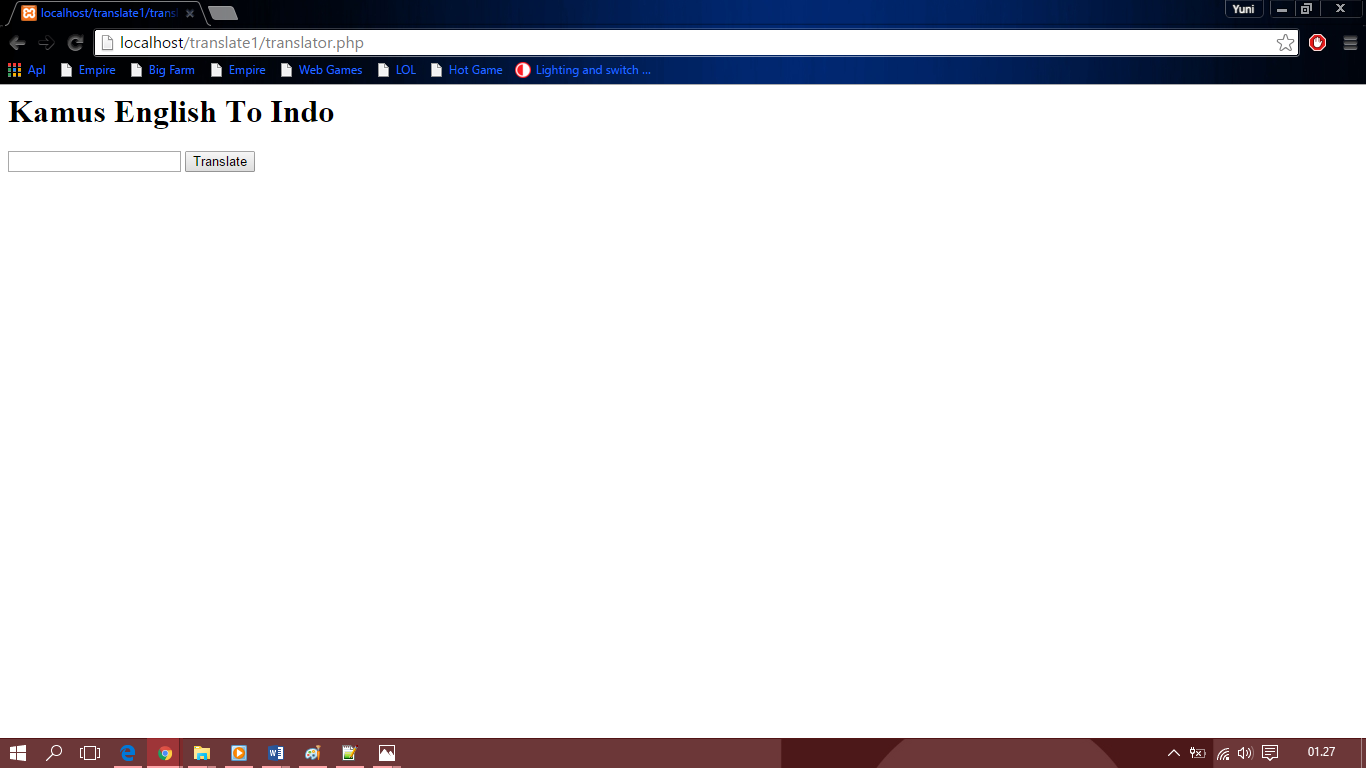 localhost/translate1/trans
Yuni
localhost/translate1/translator.php
Apl Empire Big Farm Empire Web Games LOL Hot Game Lighting and switch ...
Kamus English To Indo
Translate
01.27